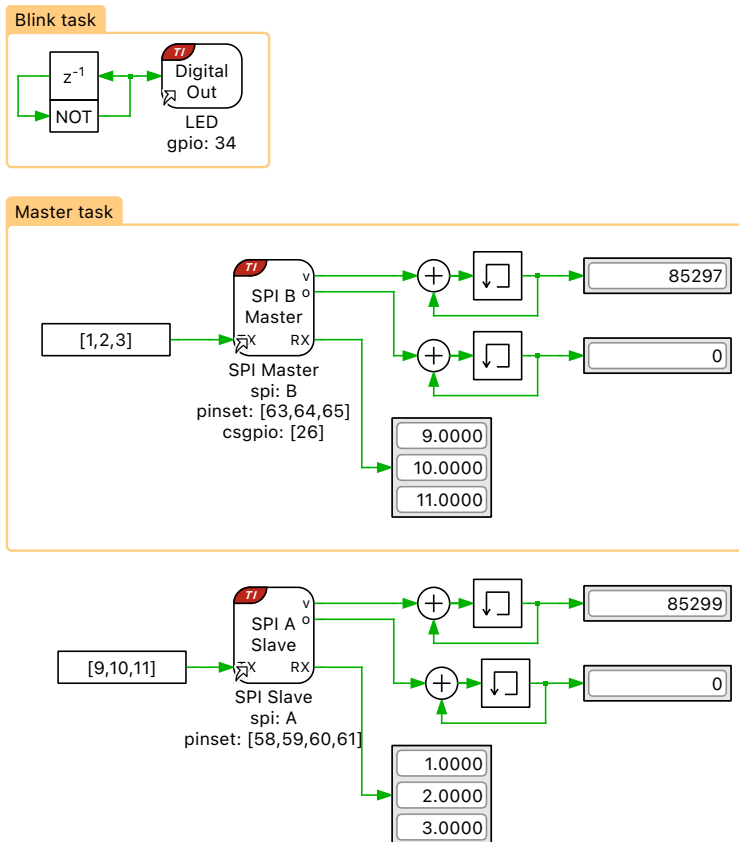 Blink task
z-1
NOT
TI
Digital
Out
LED
gpio: 34
Master task
TI
v
SPI B o
Master
X RX
[1,2,3]
SPI Master
spi: B
pinset: [63,64,65]
csgpio: [26]
85297
0
9.0000
10.0000
11.0000
TI
v
SPI A o
Slave
X RX
[9,10,11]
SPI Slave
spi: A
pinset: [58,59,60,61]
85299
0
1.0000
2.0000
3.0000